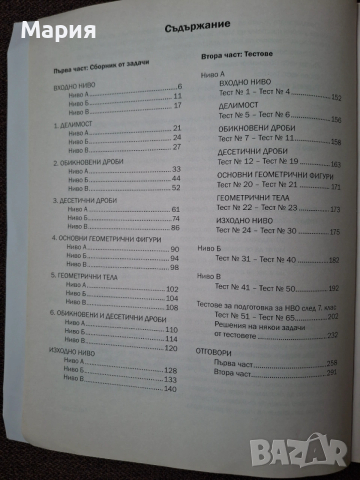 Мария
Съдържание
Първа част: Сборник от задачи
ВХОДНО НИВО
Ниво А 6
Ниво Б 11
Ниво В 17
1. ДЕЛИМОСТ
Ниво А 21
Ниво Б 24
Ниво В 27
2. ОБИКНОВЕНИ ДРОБИ
Ниво А 33
Ниво Б 44
Ниво В 52
3. ДЕСЕТИЧНИ ДРОБИ
Ниво А 61
Ниво Б 74
Ниво В 86
4. ОСНОВНИ ГЕОМЕТРИЧНИ ФИГУРИ
Ниво А 90
Ниво Б 94
Ниво В 98
5. ГЕОМЕТРИЧНИ ТЕЛА
Ниво А 102
Ниво Б 104
Ниво В 108
6. ОБИКНОВЕНИ И ДЕСЕТИЧНИ ДРОБИ
Ниво А 110
Ниво Б 114
Ниво В 120
ИЗХОДНО НИВО
Ниво А 128
Ниво Б 133
Ниво В 140
Втора част: Тестове
Ниво А
ВХОДНО НИВО
Тест № 1 – Тест № 4 152
ДЕЛИМОСТ
Тест № 5 – Тест № 6 156
ОБИКНОВЕНИ ДРОБИ
Тест № 7 – Тест № 11 158
ДЕСЕТИЧНИ ДРОБИ
Тест № 12 – Тест № 19 163
ОСНОВНИ ГЕОМЕТРИЧНИ ФИГУРИ
Тест № 20 – Тест № 21 171
ГЕОМЕТРИЧНИ ТЕЛА
Тест № 22 – Тест № 23 173
ИЗХОДНО НИВО
Тест № 24 – Тест № 30 175
Ниво Б
Тест № 31 – Тест № 40 182
Ниво В
Тест № 41 – Тест № 50 192
Тестове за подготовка за НВО след 7. клас
Тест № 51 – Тест № 65 202
Решения на някои задачи
от тестовете 232
ОТГОВОРИ
Първа част 258
Втора част 281
BAZAR